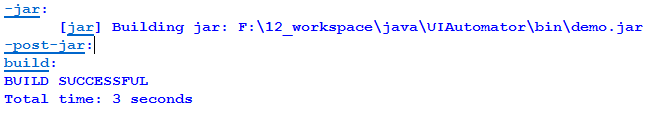 -jar:
[jar] Building jar: F:\12_workspace\java\UIAutomator\bin\demo.jar
-post-jar:
build:
BUILD SUCCESSFUL
Total time: 3 seconds